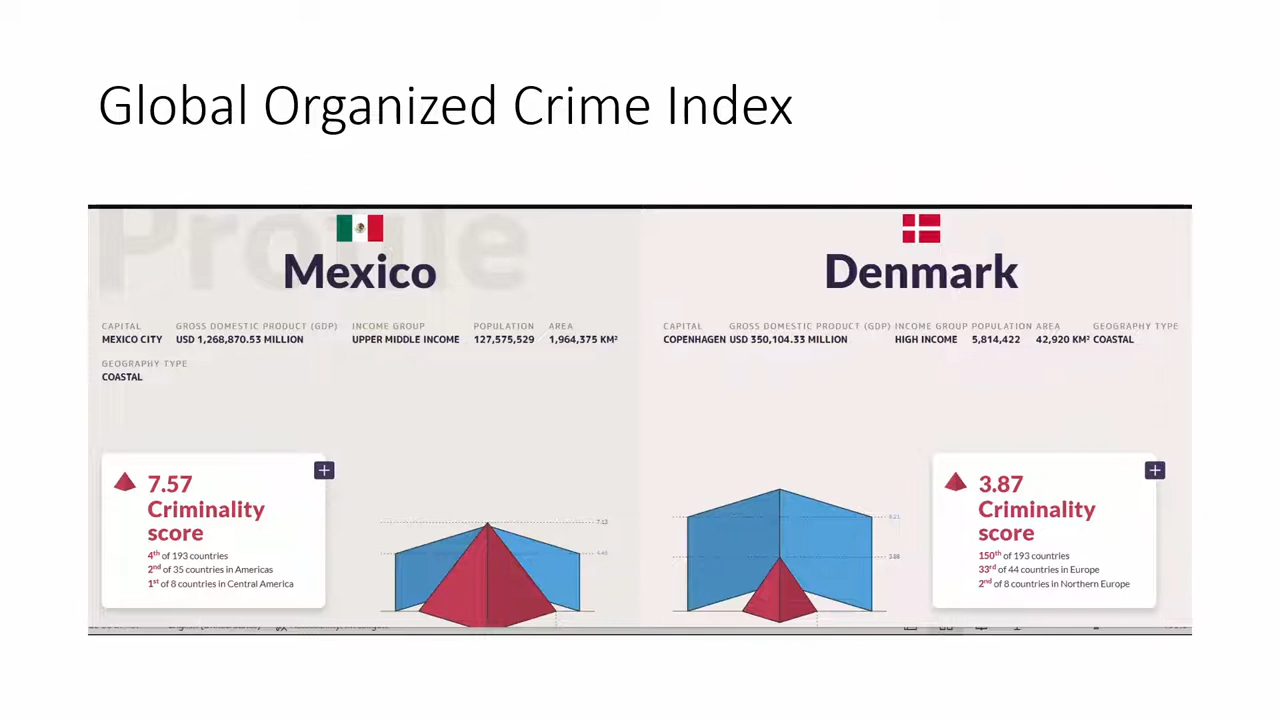 Global Organized Crime Index
Profile
Mexico
CAPITAL GROSS DOMESTIC PRODUCT (GDP) INCOME GROUP POPULATION AREA
MEXICO CITY USD 1,268,870.53 MILLION UPPER MIDDLE INCOME 127,575,529 1,964,375 KM²
GEOGRAPHY TYPE
COASTAL
7.57
Criminality
score
4th of 193 countries
2nd of 35 countries in Americas
1st of 8 countries in Central America
Denmark
CAPITAL GROSS DOMESTIC PRODUCT (GDP) INCOME GROUP POPULATION AREA GEOGRAPHY TYPE
COPENHAGEN USD 350,104.33 MILLION HIGH INCOME 5,814,422 42,920 KM² COASTAL
3.87
Criminality
score
150th of 193 countries
33rd of 44 countries in Europe
2nd of 8 countries in Northern Europe